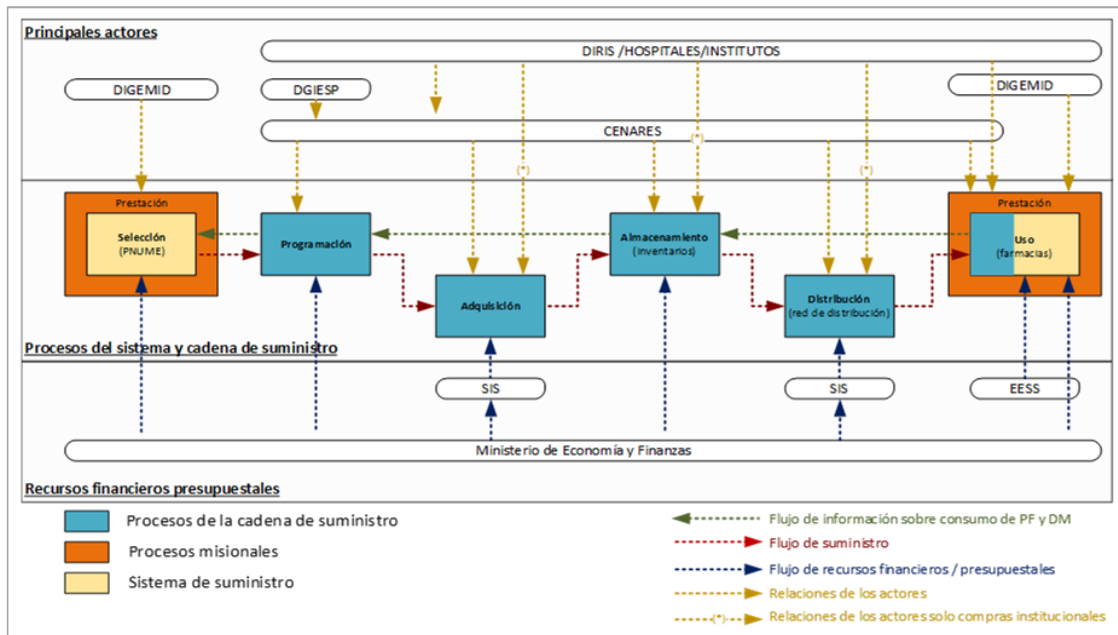 Principales actores
DIRIS /HOSPITALES/INSTITUTOS
DIGEMID
DGIESP
DIGEMID
CENARES
(*)
(*)
(*)
Prestación
Selección
(PNUME)
Programación
Adquisición
Almacenamiento
(inventarios)
Distribución
(red de distribución)
Prestación
Uso
(farmacias)
Procesos del sistema y cadena de suministro
SIS
SIS
EESS
Ministerio de Economía y Finanzas
Recursos financieros presupuestales
Procesos de la cadena de suministro
Procesos misionales
Sistema de suministro
Flujo de información sobre consumo de PF y DM
Flujo de suministro
Flujo de recursos financieros / presupuestales
Relaciones de los actores
(*)
Relaciones de los actores solo compras institucionales